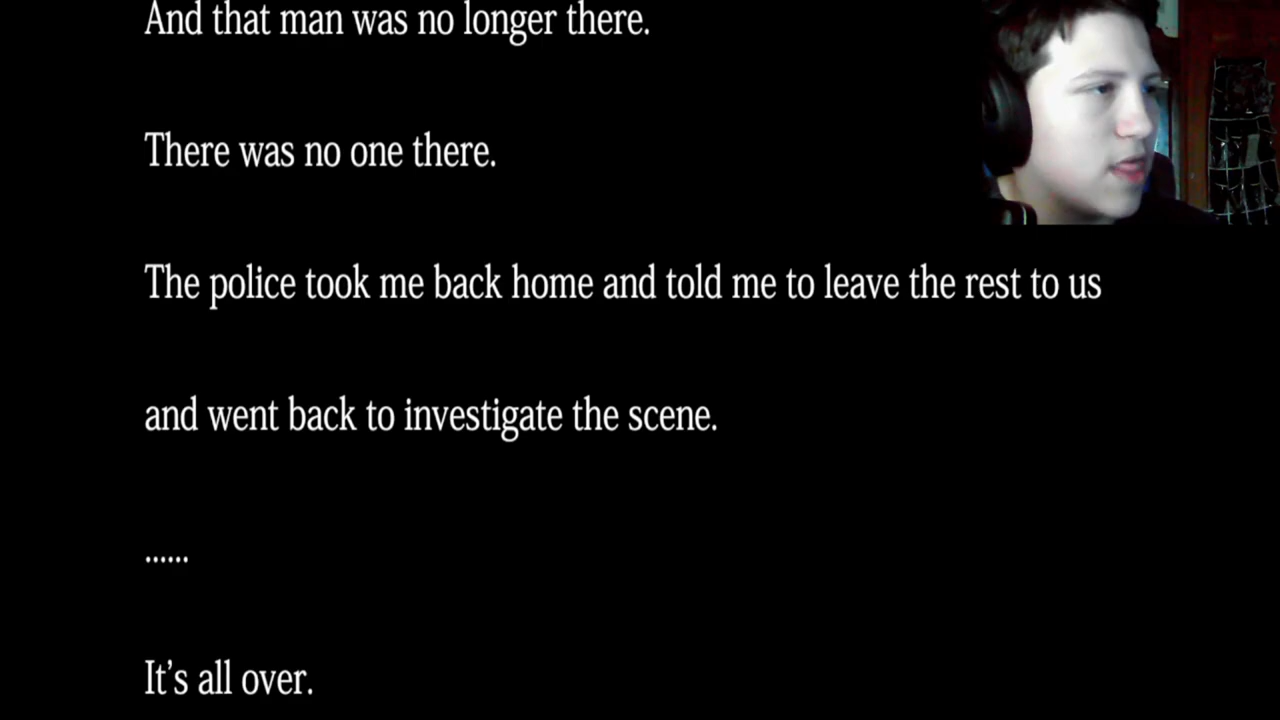 And that man was no longer there.
There was no one there.
The police took me back home and told me to leave the rest to us
and went back to investigate the scene.
......
It's all over.